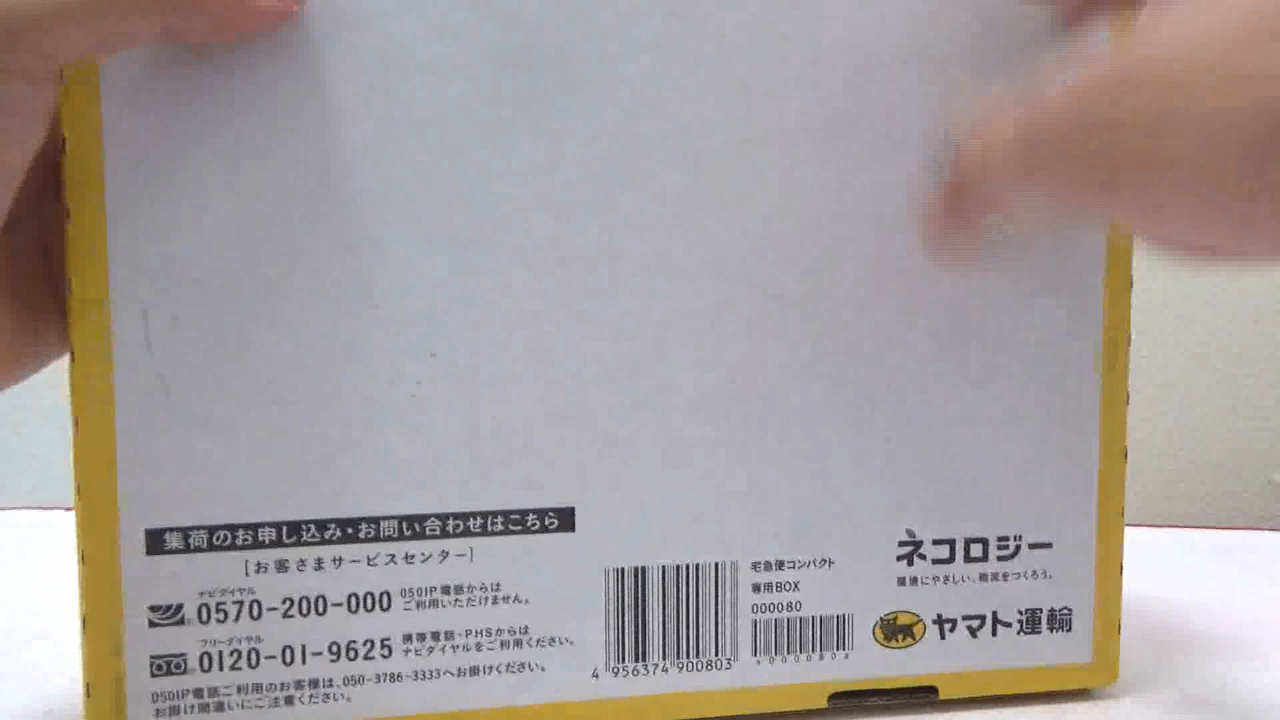 集荷のお申し込み・お問い合わせはこちら
[お客さまサービスセンター]
ナビダイヤル
0570-200-000
050IP電話からは
ご利用いただけません。
フリーダイヤル
0120-01-9625
携帯電話・PHSからは
ナビダイヤルをご利用ください。
050IP電話ご利用のお客様は、050-3786-3333へお掛けください。
お掛け間違いにご注意ください。
4 956374 900803
宅急便コンパクト
専用BOX
000080
ネコロジー
環境にやさしい、物流をつくろう。
ヤマト運輸